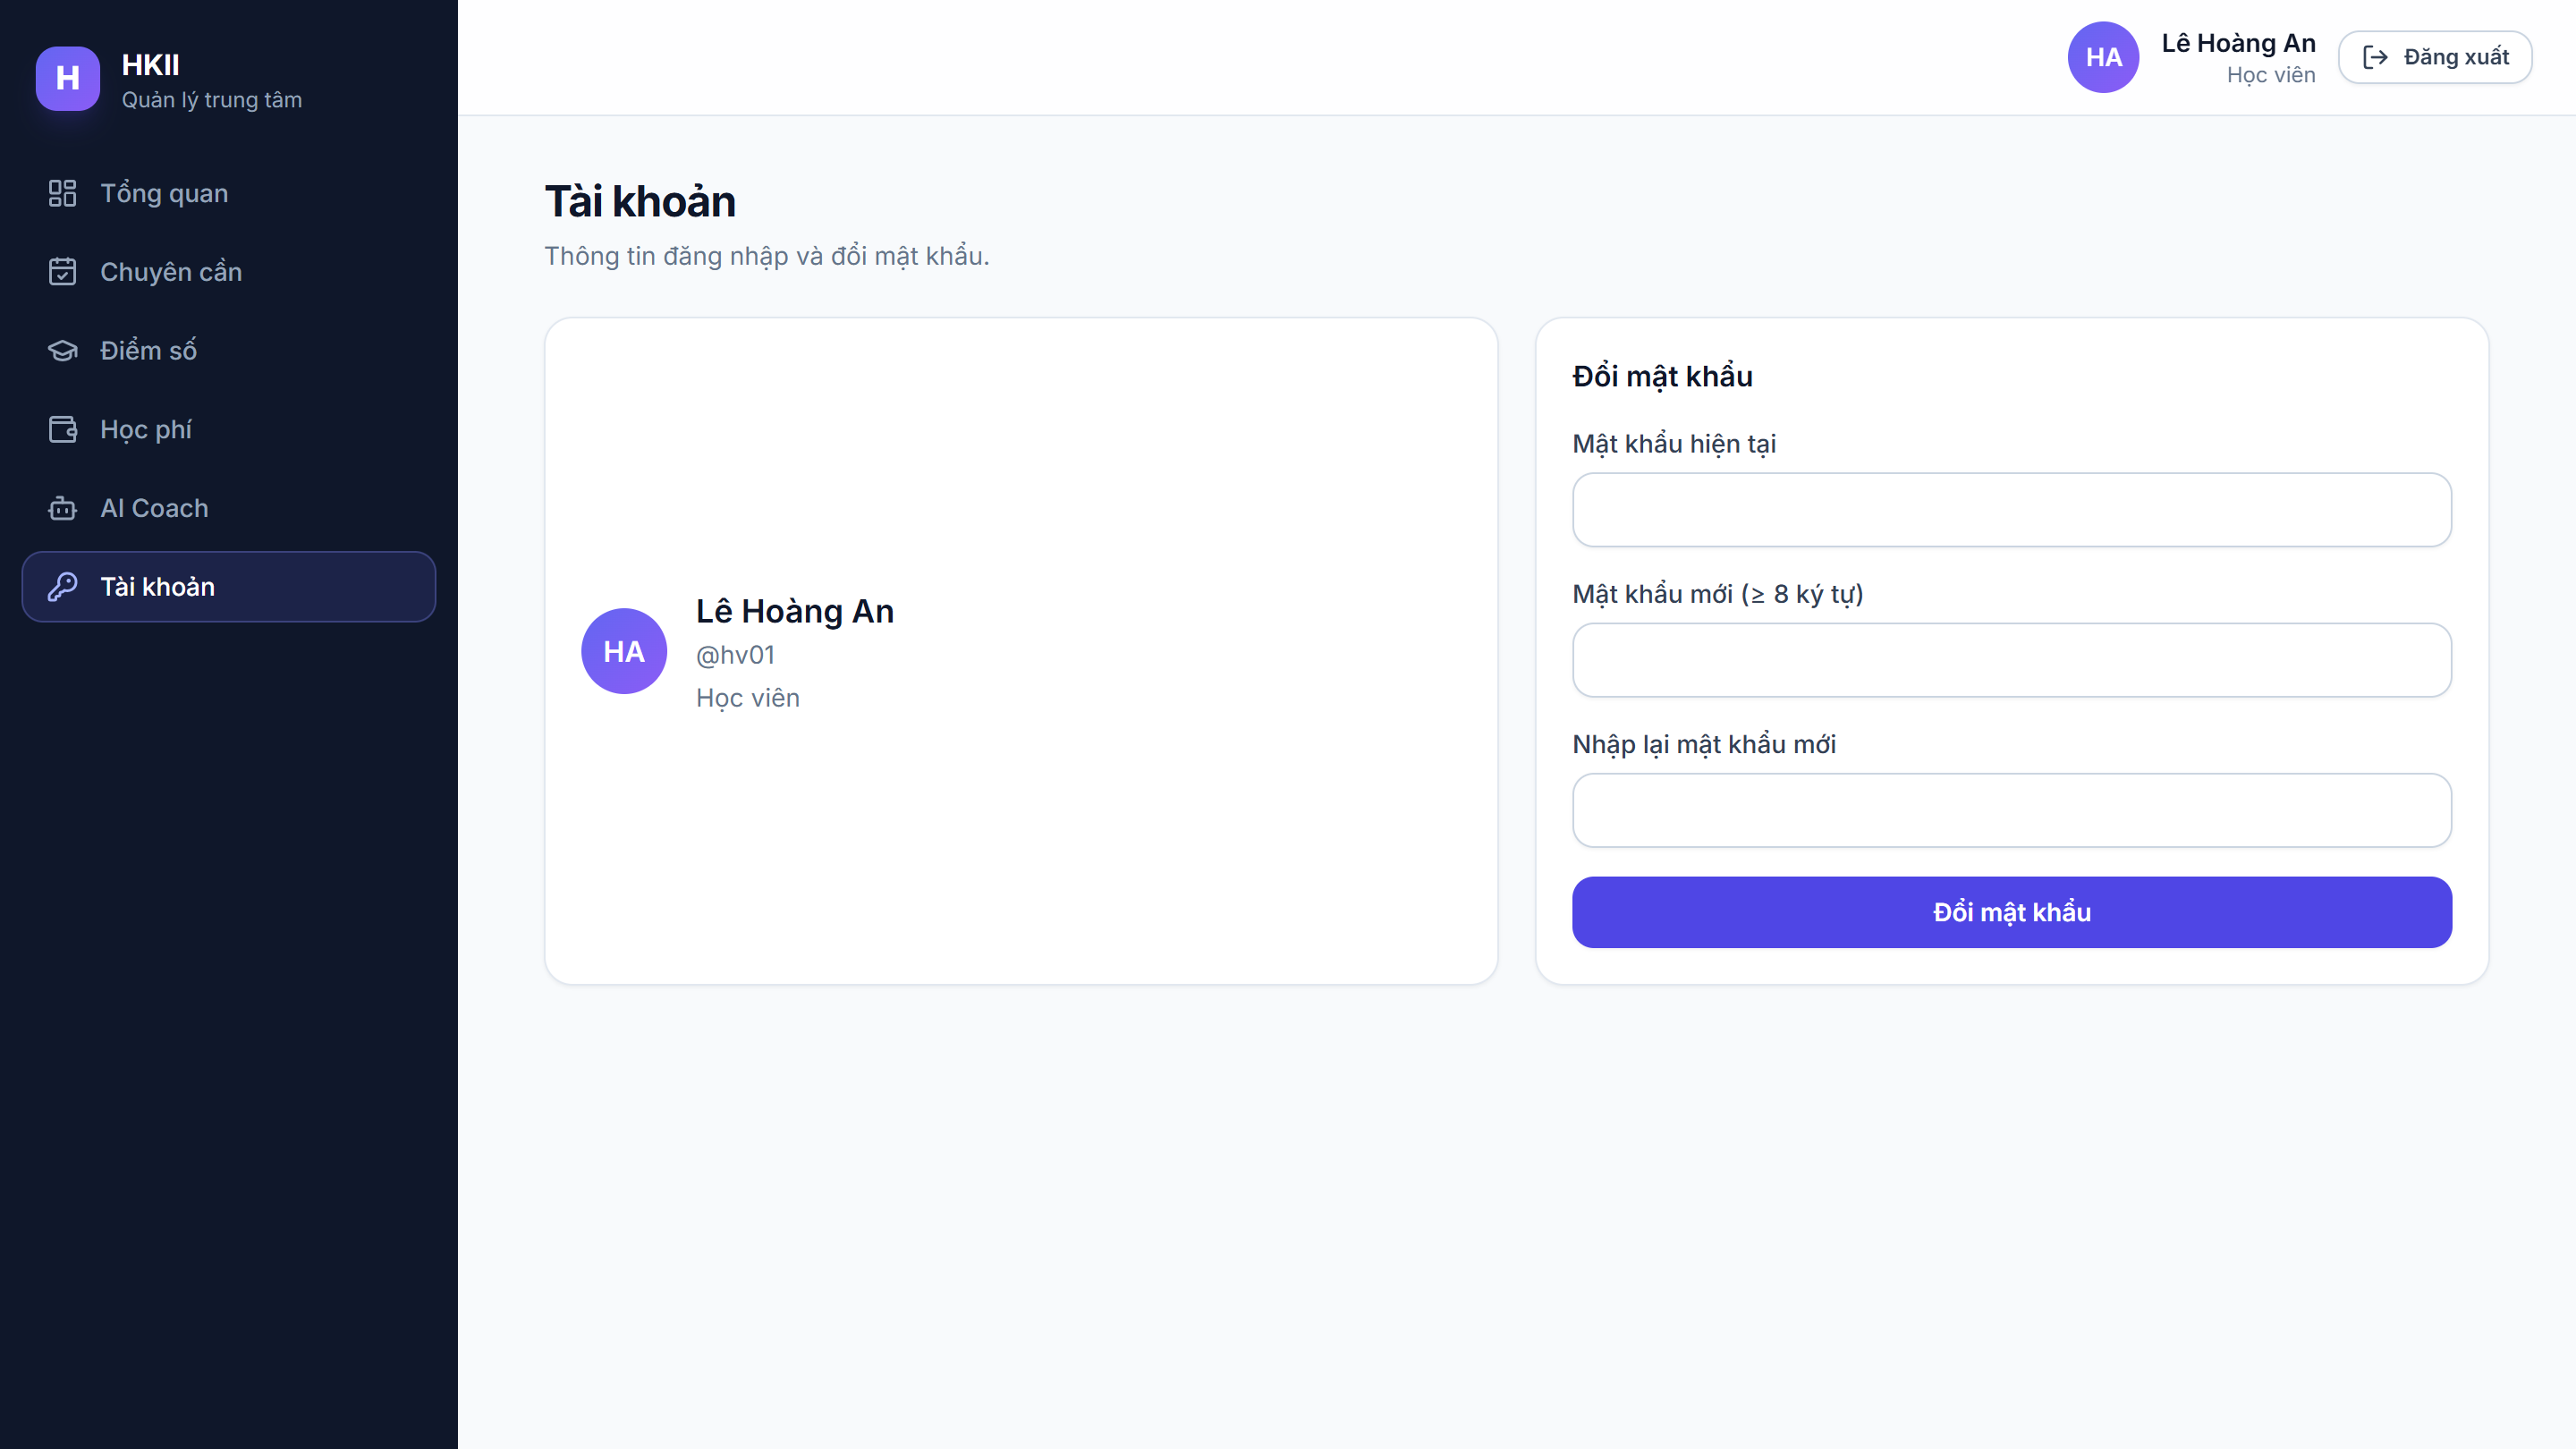 H
HKII
Quản lý trung tâm
Tổng quan
Chuyên cần
Điểm số
Học phí
AI Coach
Tài khoản
HA
Lê Hoàng An
Học viên
Đăng xuất
Tài khoản
Thông tin đăng nhập và đổi mật khẩu.
HA
Lê Hoàng An
@hv01
Học viên
Đổi mật khẩu
Mật khẩu hiện tại
Mật khẩu mới (≥ 8 ký tự)
Nhập lại mật khẩu mới
Đổi mật khẩu